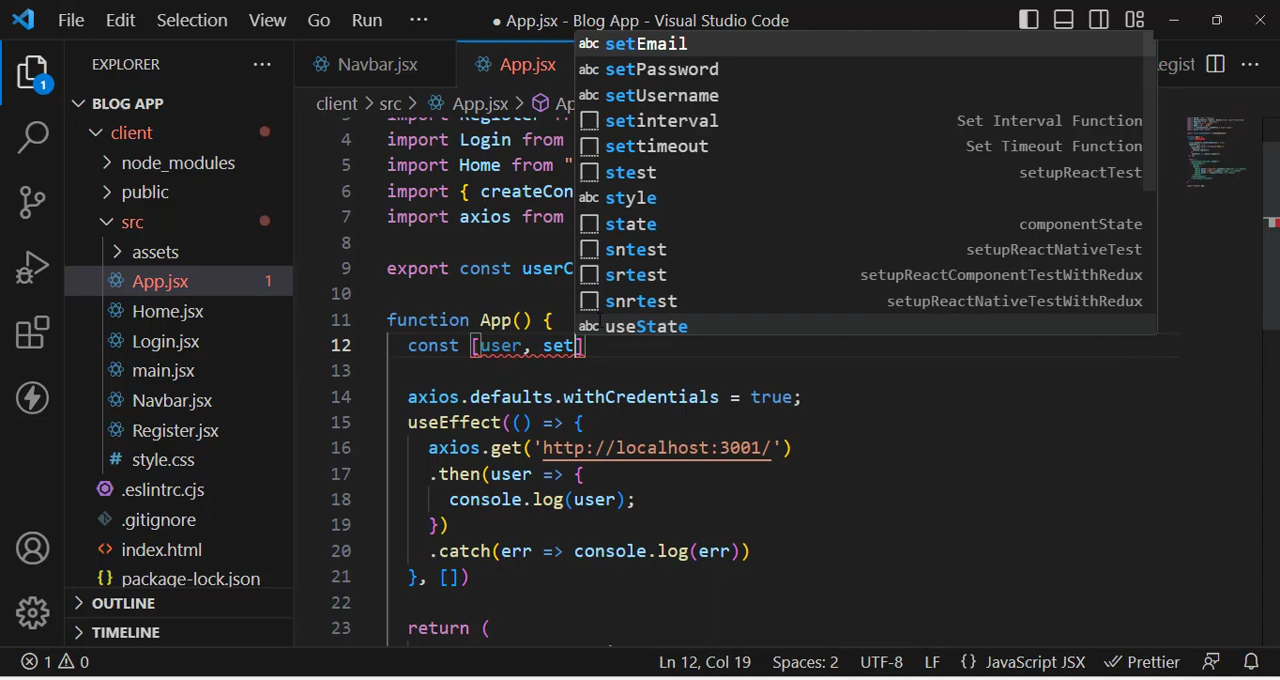 File Edit Selection View Go Run ··· ● App.jsx - Blog App - Visual Studio Code
EXPLORER ···
1
BLOG APP
client
node_modules
public
src
assets
App.jsx 1
Home.jsx
Login.jsx
main.jsx
Navbar.jsx
Register.jsx
style.css
.eslintrc.cjs
.gitignore
index.html
package-lock.json
OUTLINE
TIMELINE
Navbar.jsx App.jsx ···
client > src > App.jsx >
4 import Login from
5 import Home from "
6 import { createCon
7 import axios from
8
9 export const userC
10
11 function App() {
12 const [user, set]
13
14 axios.defaults.withCredentials = true;
15 useEffect(() => {
16 axios.get('http://localhost:3001/')
17 .then(user => {
18 console.log(user);
19 })
20 .catch(err => console.log(err))
21 }, [])
22
23 return (
abc setEmail
abc setPassword
abc setUsername
setinterval Set Interval Function
settimeout Set Timeout Function
stest setupReactTest
abc style
state componentState
sntest setupReactNativeTest
srtest setupReactComponentTestWithRedux
snrtest setupReactNativeTestWithRedux
abc useState
1 0 Ln 12, Col 19 Spaces: 2 UTF-8 LF {} JavaScript JSX Prettier